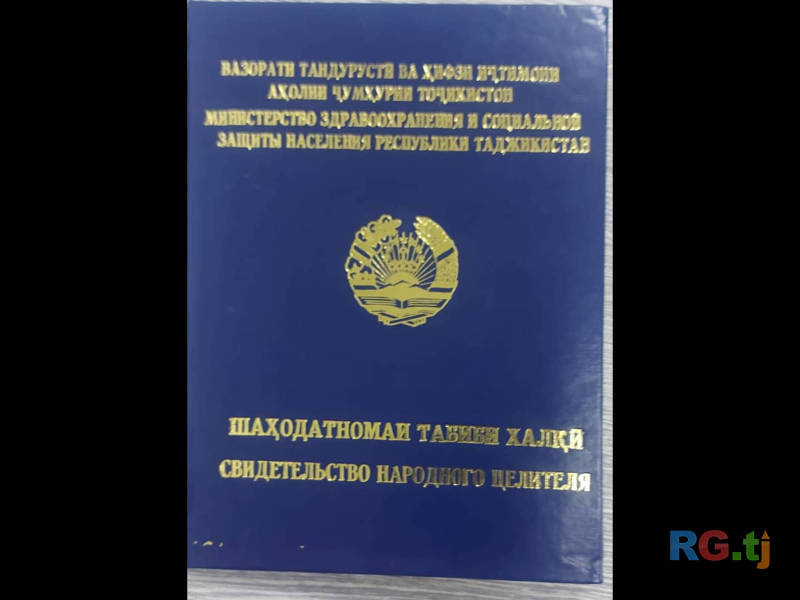 ВАЗОРАТИ ТАНДУРУСТӢ ВА ҲИФЗИ ИҶТИМОИИ
АҲОЛИИ ҶУМҲУРИИ ТОҶИКИСТОН
МИНИСТЕРСТВО ЗДРАВООХРАНЕНИЯ И СОЦИАЛЬНОЙ
ЗАЩИТЫ НАСЕЛЕНИЯ РЕСПУБЛИКИ ТАДЖИКИСТАН
ШАҲОДАТНОМАИ ТАБИБИ ХАЛҚӢ
СВИДЕТЕЛЬСТВО НАРОДНОГО ЦЕЛИТЕЛЯ
RG.tj